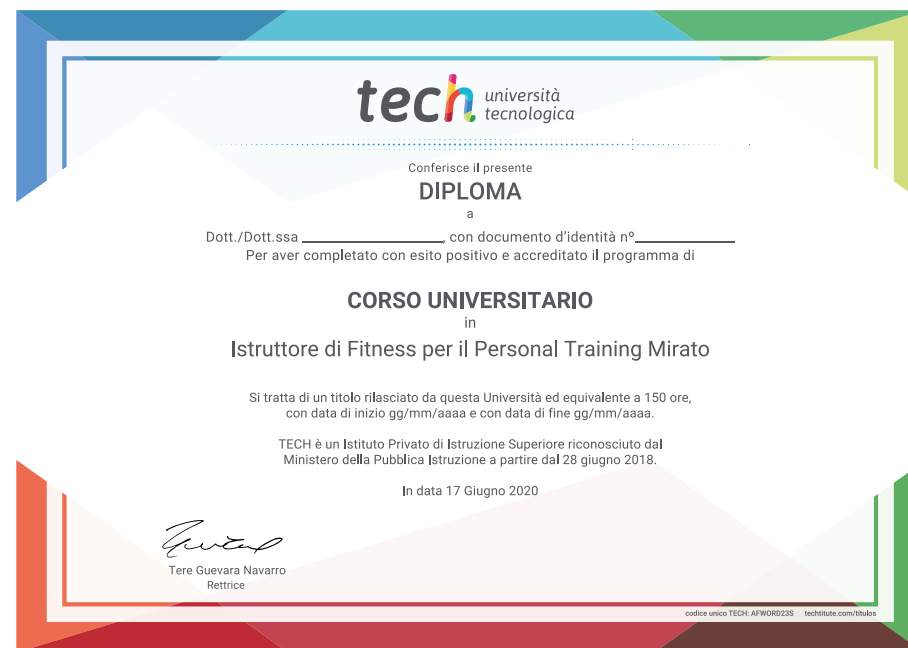 tech università
tecnologica
Conferisce il presente
DIPLOMA
a
Dott./Dott.ssa ____________________, con documento d'identità nº______________
Per aver completato con esito positivo e accreditato il programma di
CORSO UNIVERSITARIO
in
Istruttore di Fitness per il Personal Training Mirato
Si tratta di un titolo rilasciato da questa Università ed equivalente a 150 ore,
con data di inizio gg/mm/aaaa e con data di fine gg/mm/aaaa.
TECH è un Istituto Privato di Istruzione Superiore riconosciuto dal
Ministero della Pubblica Istruzione a partire dal 28 giugno 2018.
In data 17 Giugno 2020
Tere Guevara Navarro
Rettrice
codice unico TECH: AFWORD23S techtitute.com/títulos